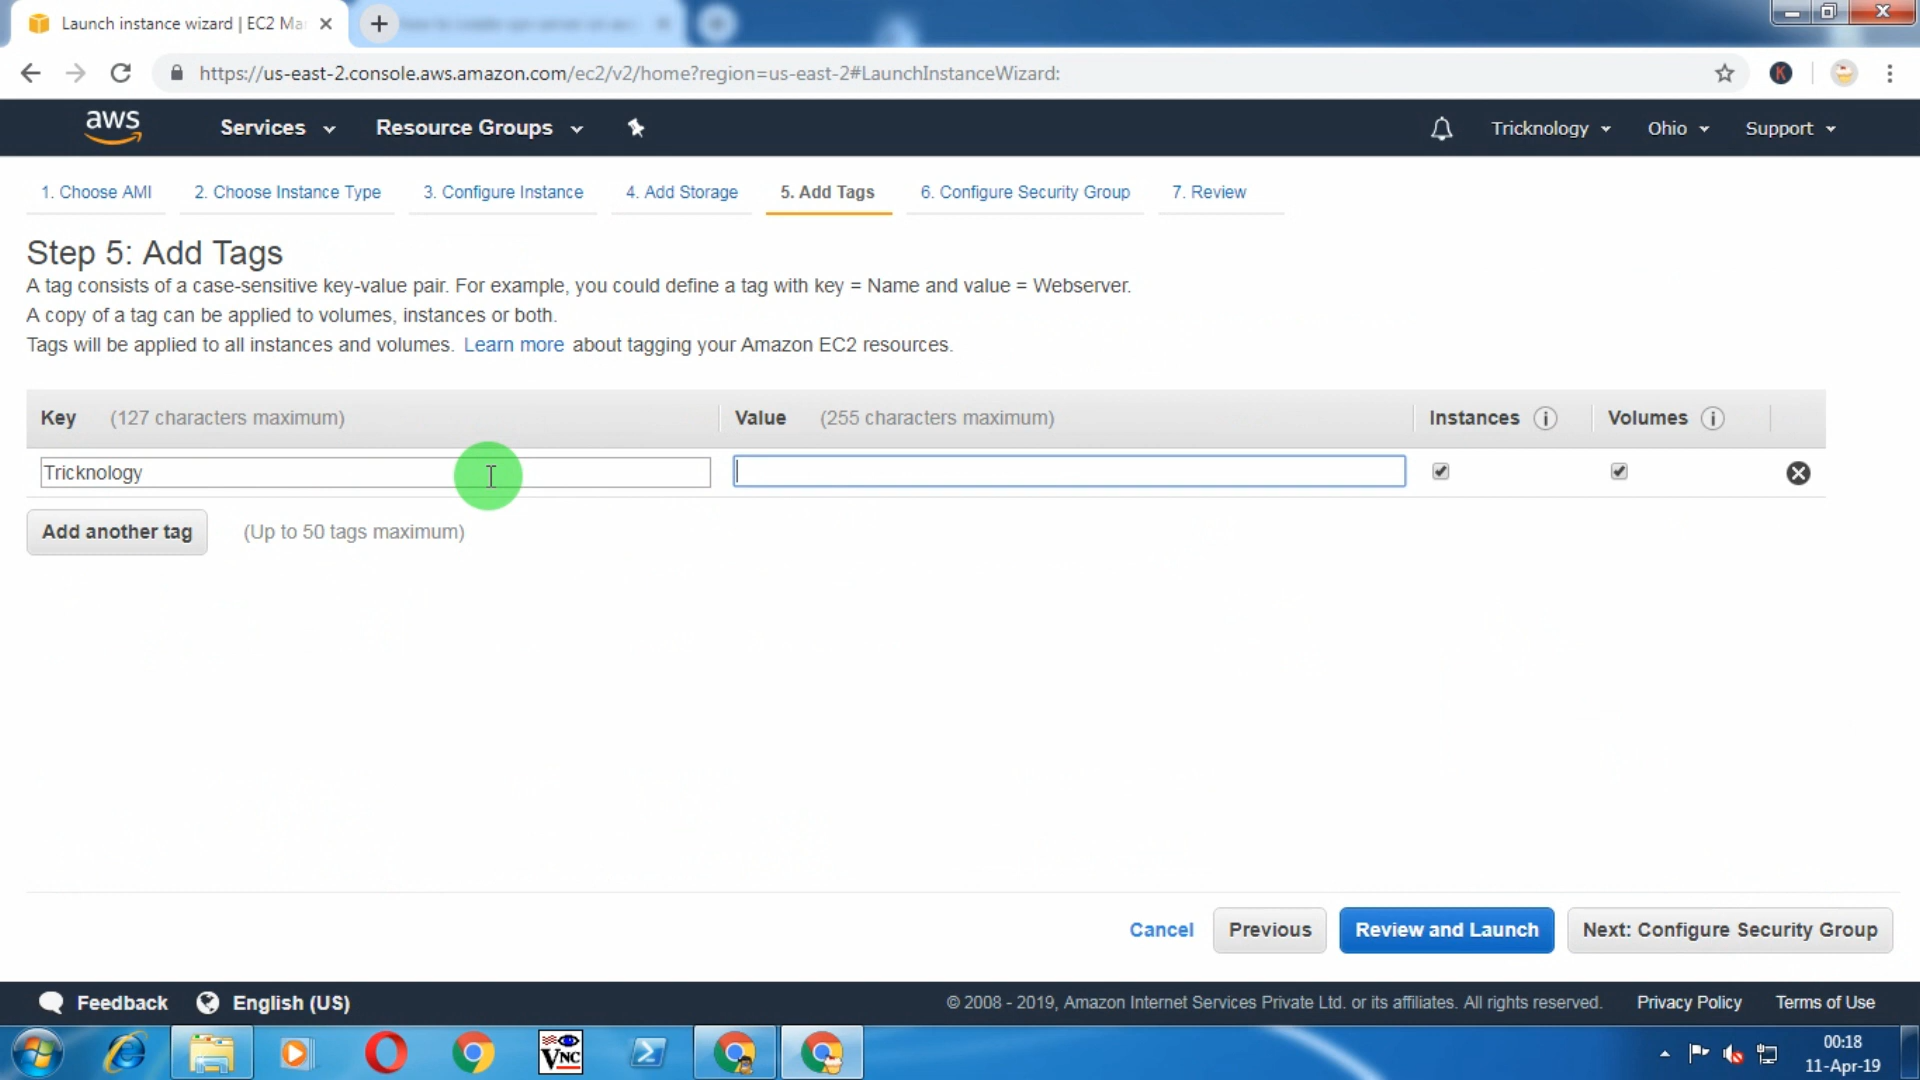 Launch instance wizard | EC2 Ma
https://us-east-2.console.aws.amazon.com/ec2/v2/home?region=us-east-2#LaunchInstanceWizard:
K
aws Services Resource Groups Tricknology Ohio Support
1. Choose AMI 2. Choose Instance Type 3. Configure Instance 4. Add Storage 5. Add Tags 6. Configure Security Group 7. Review
Step 5: Add Tags
A tag consists of a case-sensitive key-value pair. For example, you could define a tag with key = Name and value = Webserver.
A copy of a tag can be applied to volumes, instances or both.
Tags will be applied to all instances and volumes. Learn more about tagging your Amazon EC2 resources.
Key (127 characters maximum) Value (255 characters maximum) Instances i Volumes i
Tricknology
Add another tag (Up to 50 tags maximum)
Cancel Previous Review and Launch Next: Configure Security Group
Feedback English (US) © 2008 - 2019, Amazon Internet Services Private Ltd. or its affiliates. All rights reserved. Privacy Policy Terms of Use
VNC
00:18
11-Apr-19